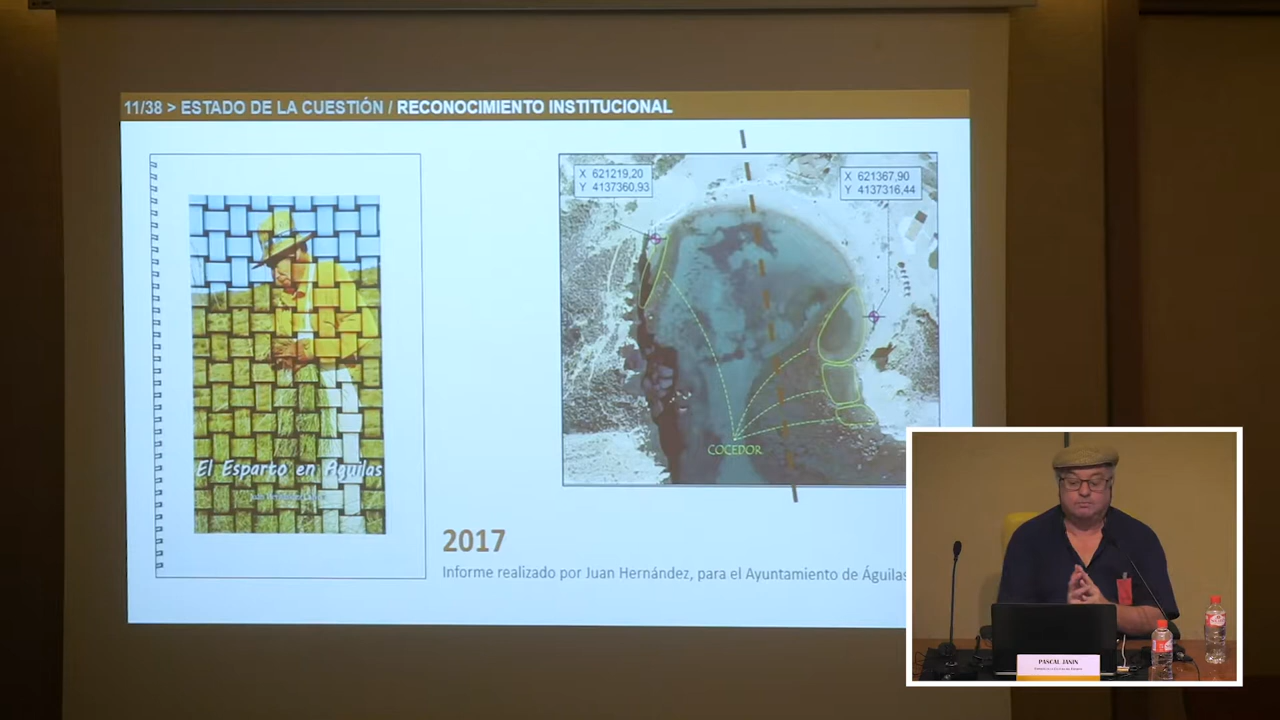 11/38 > ESTADO DE LA CUESTIÓN / RECONOCIMIENTO INSTITUCIONAL
X 621219,20
Y 4137360,93
X 621367,90
Y 4137316,44
COCEDOR
El Esparto en Águilas
2017
Informe realizado por Juan Hernández, para el Ayuntamiento de Águilas
PASCAL JANIN